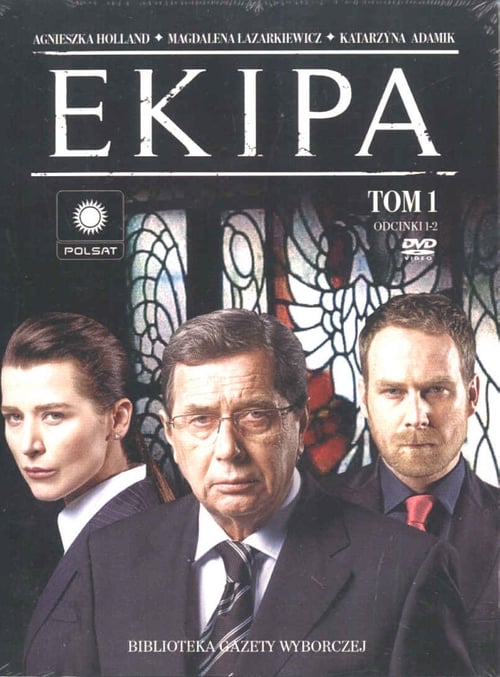 AGNIESZKA HOLLAND ✦ MAGDALENA ŁAZARKIEWICZ ✦ KATARZYNA ADAMIK
EKIPA
TOM 1
ODCINKI 1-2
DVD
VIDEO
POLSAT
BIBLIOTEKA GAZETY WYBORCZEJ